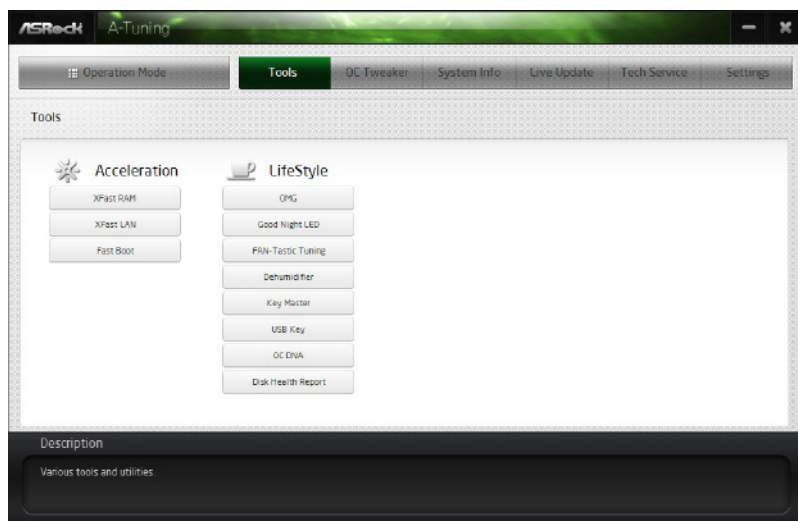 ASRock A-Tuning
Operation Mode Tools OC Tweaker System Info Live Update Tech Service Settings
Tools
Acceleration
XFast RAM
XFast LAN
Fast Boot
LifeStyle
OMG
Good Night LED
FAN-Tastic Tuning
Dehumidifier
Key Master
USB Key
OC DNA
Disk Health Report
Description
Various tools and utilities.